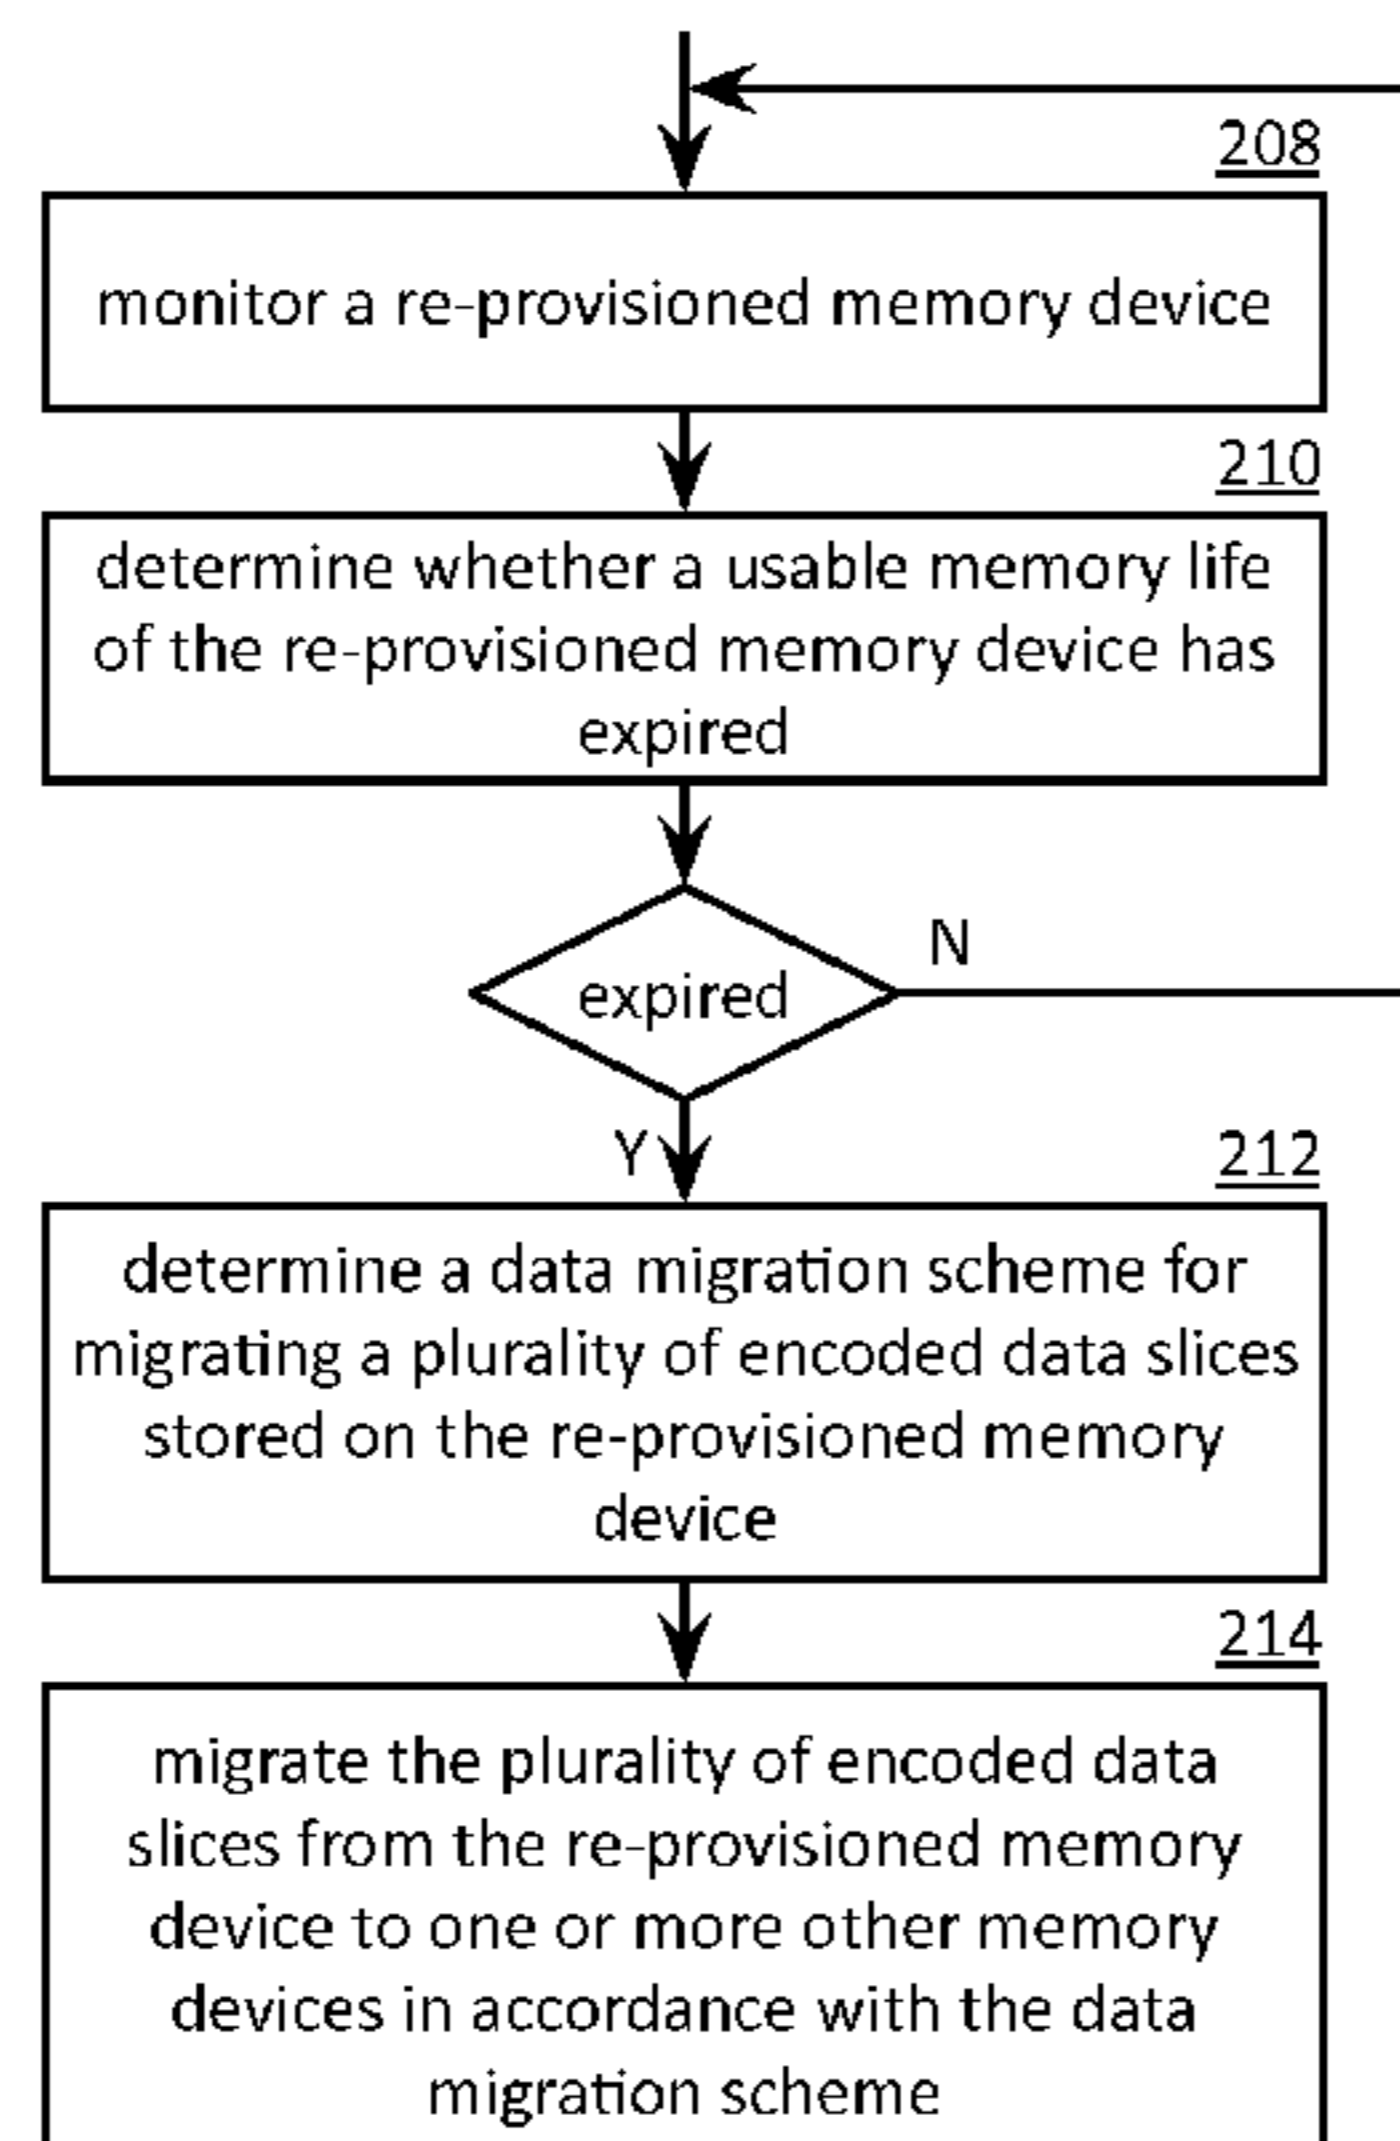 208
monitor a re-provisioned memory device
210
determine whether a usable memory life
of the re-provisioned memory device has
expired
expired
N
Y
212
determine a data migration scheme for
migrating a plurality of encoded data slices
stored on the re-provisioned memory
device
214
migrate the plurality of encoded data
slices from the re-provisioned memory
device to one or more other memory
devices in accordance with the data
migration scheme